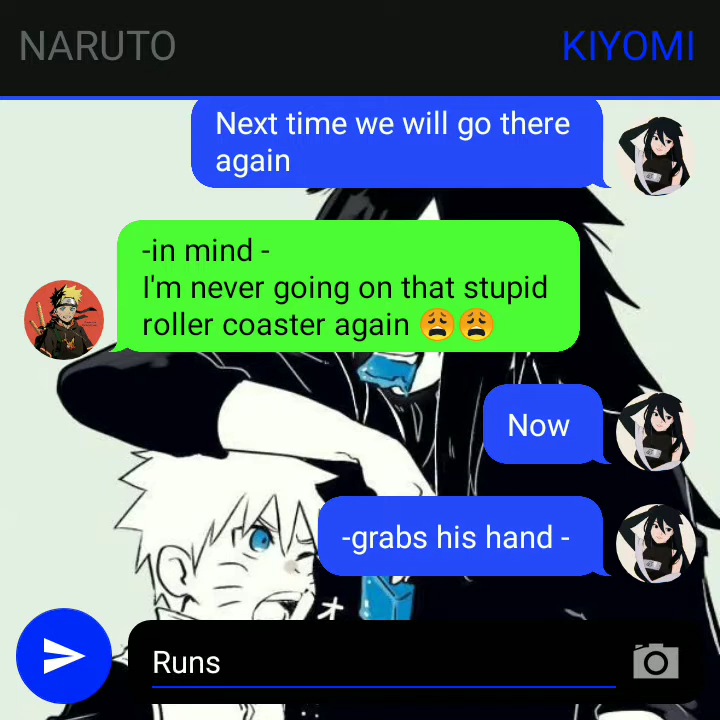 NARUTO
KIYOMI
Next time we will go there
again
-in mind -
I'm never going on that stupid
roller coaster again 😩😩
Now
-grabs his hand -
オ
Runs